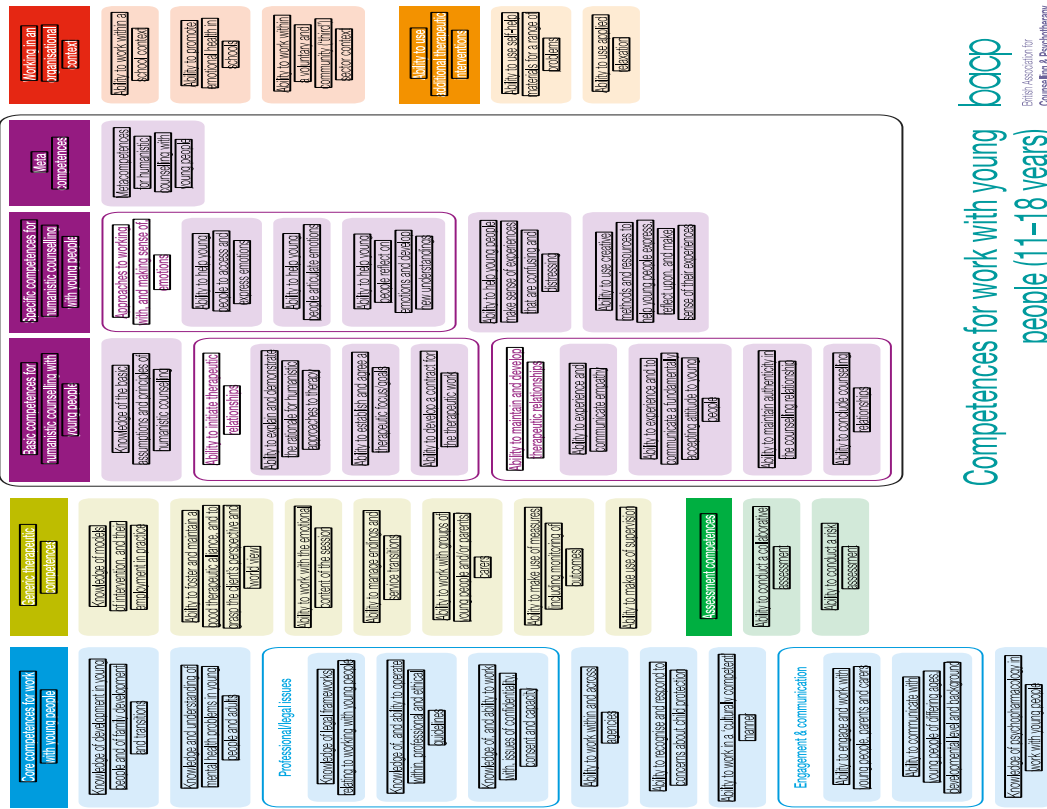 Competences for work with young
people (11–18 years)
bacp
British Association for
Counselling & Psychotherapy
Core competences for work
with young people
Knowledge of development in young
people and of family development
and transitions
Knowledge and understanding of
mental health problems in young
people and adults
Professional/legal issues
Knowledge of legal frameworks
relating to working with young people
Knowledge of, and ability to operate
within, professional and ethical
guidelines
Knowledge of, and ability to work
with, issues of confidentiality,
consent and capacity
Ability to work within and across
agencies
Ability to recognise and respond to
concerns about child protection
Ability to work in a 'culturally competent'
manner
Engagement & communication
Ability to engage and work with
young people, parents and carers
Ability to communicate with
young people of differing ages,
developmental level and background
Knowledge of psychopharmacology in
work with young people
Generic therapeutic
competences
Knowledge of models
of intervention, and their
employment in practice
Ability to foster and maintain a
good therapeutic alliance, and to
grasp the client's perspective and
'world view'
Ability to work with the emotional
content of the session
Ability to manage endings and
service transitions
Ability to work with groups of
young people and/or parents/
carers
Ability to make use of measures
(including monitoring of
outcomes)
Ability to make use of supervision
Assessment competences
Ability to conduct a collaborative
assessment
Ability to conduct a risk
assessment
Basic competences for
humanistic counselling with
young people
Knowledge of the basic
assumptions and principles of
humanistic counselling
Ability to initiate therapeutic
relationships
Ability to explain and demonstrate
the rationale for humanistic
approaches to therapy
Ability to establish and agree a
therapeutic focus/goals
Ability to develop a contract for
the therapeutic work
Ability to maintain and develop
therapeutic relationships
Ability to experience and
communicate empathy
Ability to experience and to
communicate a fundamentally
accepting attitude to young
people
Ability to maintain authenticity in
the counselling relationship
Ability to conclude counselling
relationships
Specific competences for
humanistic counselling
with young people
Approaches to working
with, and making sense of,
emotions
Ability to help young
people to access and
express emotions
Ability to help young
people articulate emotions
Ability to help young
people reflect on
emotions and develop
new understandings
Ability to help young people
make sense of experiences
that are confusing and
distressing
Ability to use creative
methods and resources to
help young people express,
reflect upon, and make
sense of their experiences
Meta
competences
Metacompetences
for humanistic
counselling with
young people
Working in an
organisational
context
Ability to work within a
school context
Ability to promote
emotional health in
schools
Ability to work within
a voluntary and
community ('third')
sector context
Ability to use
additional therapeutic
interventions
Ability to use self-help
materials for a range of
problems
Ability to use applied
relaxation